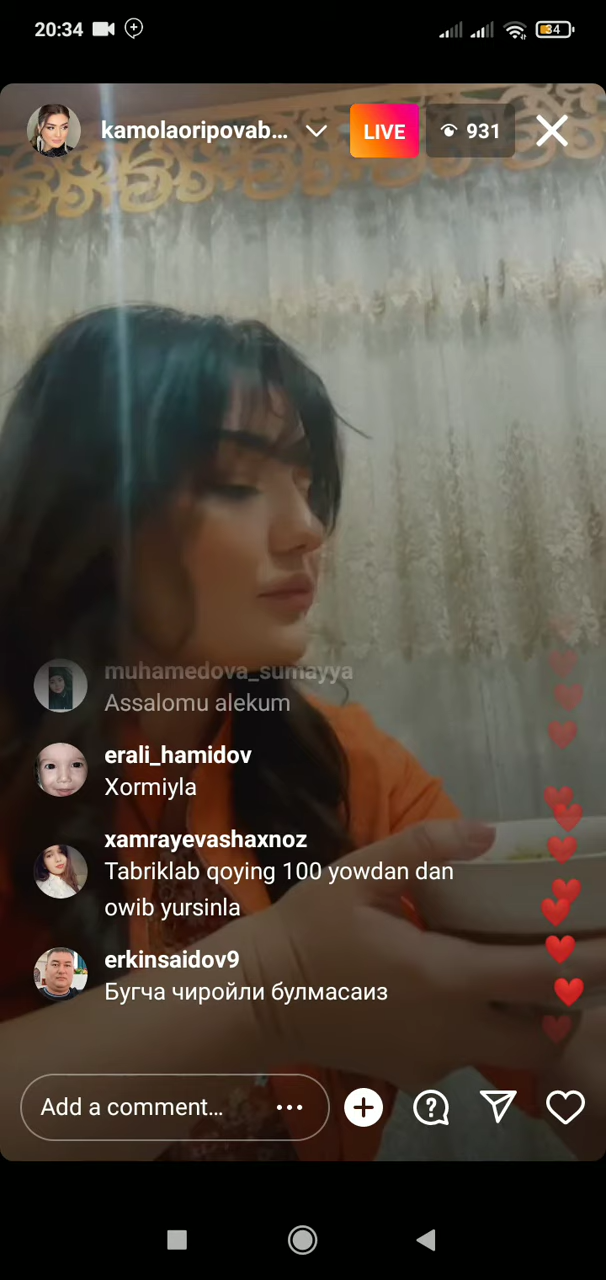 20:34
84
kamolaoripovab...
LIVE
931
muhamedova_sumayya
Assalomu alekum
erali_hamidov
Xormiyla
xamrayevashaxnoz
Tabriklab qoying 100 yowdan dan
owib yursinla
erkinsaidov9
Бугча чиройли булмасаиз
Add a comment...